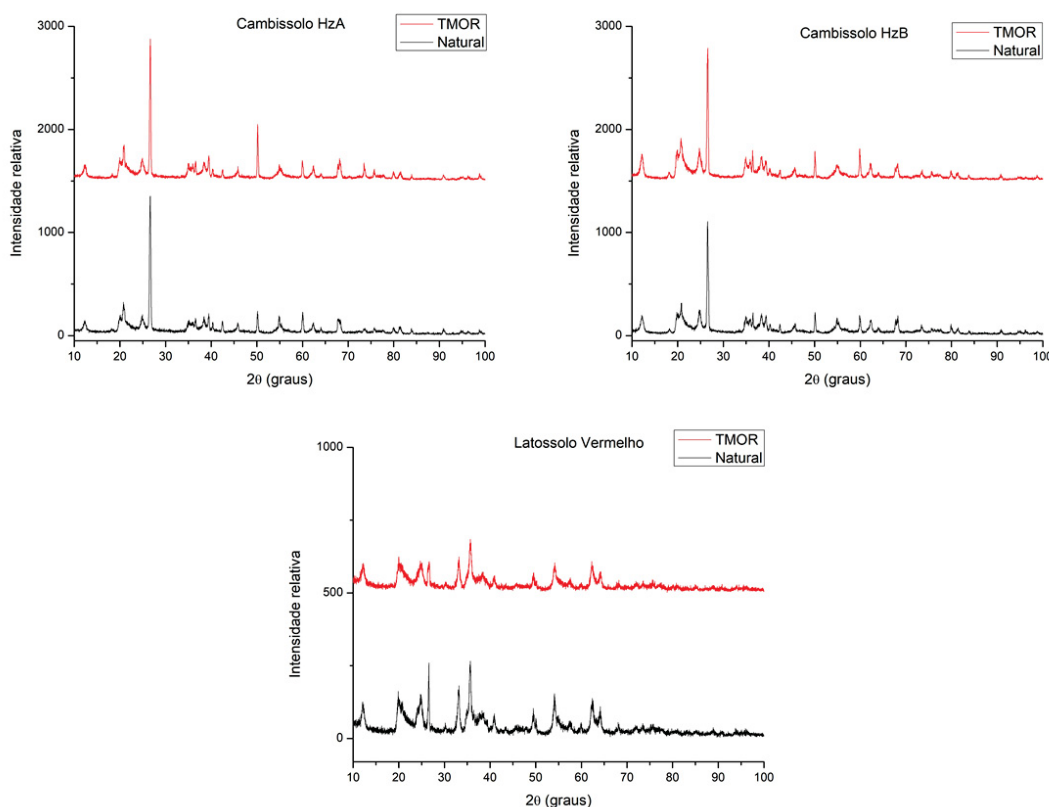 Cambissolo HzA
TMOR
Natural
3000
2000
1000
0
Intensidade relativa
10 20 30 40 50 60 70 80 90 100
2θ (graus)
Cambissolo HzB
TMOR
Natural
3000
2000
1000
0
Intensidade relativa
10 20 30 40 50 60 70 80 90 100
2θ (graus)
Latossolo Vermelho
TMOR
Natural
1000
500
0
Intensidade relativa
10 20 30 40 50 60 70 80 90 100
2θ (graus)